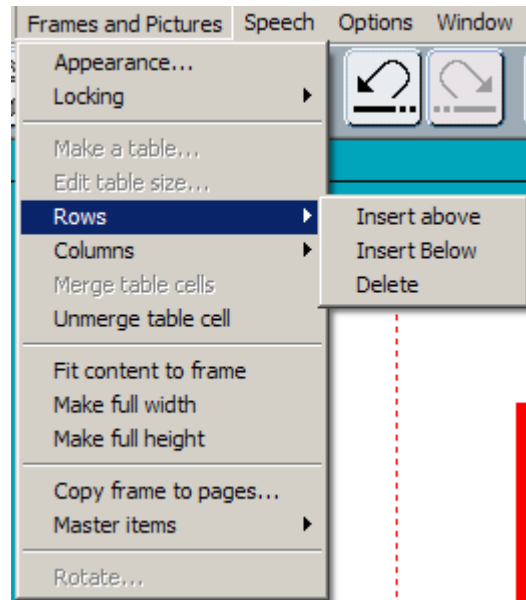 Frames and Pictures Speech Options Window
Appearance...
Locking
Make a table...
Edit table size...
Rows
Insert above
Columns
Insert Below
Merge table cells
Delete
Unmerge table cell
Fit content to frame
Make full width
Make full height
Copy frame to pages...
Master items
Rotate...